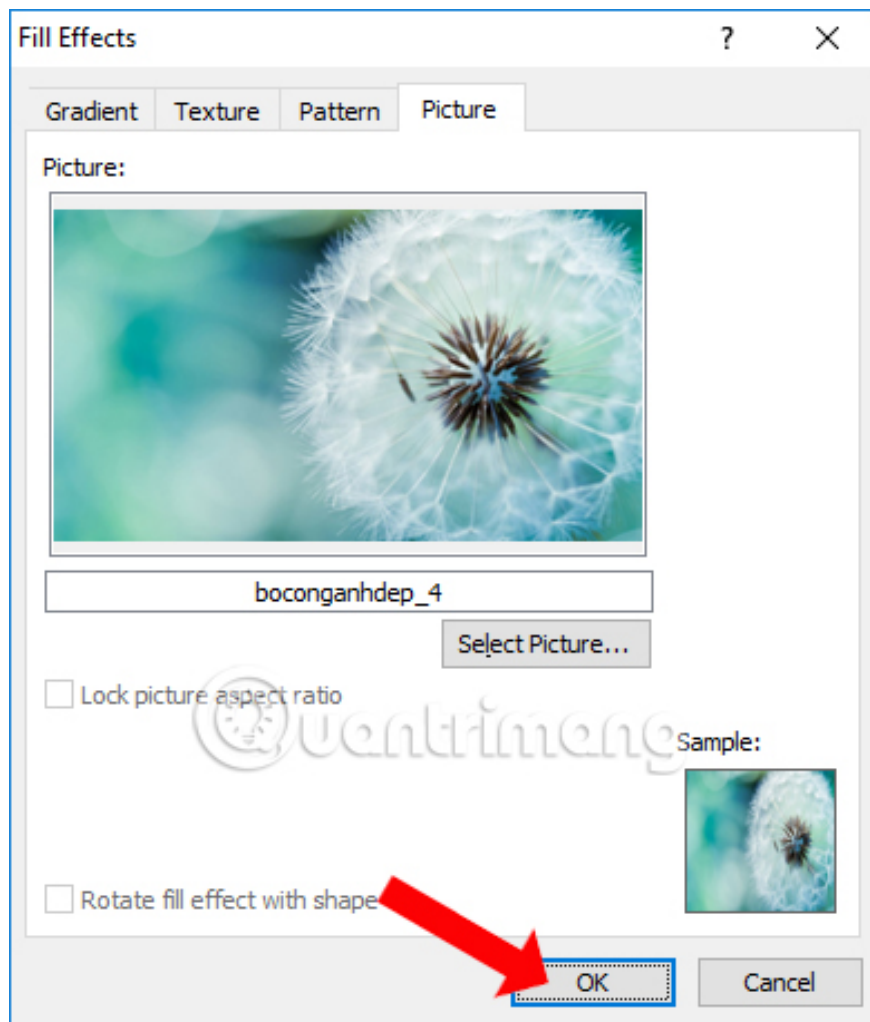 Fill Effects ?
Gradient Texture Pattern Picture
Picture:
boconganhdep_4
Select Picture...
Lock picture aspect ratio
Quantrimang
Sample:
Rotate fill effect with shape
OK Cancel